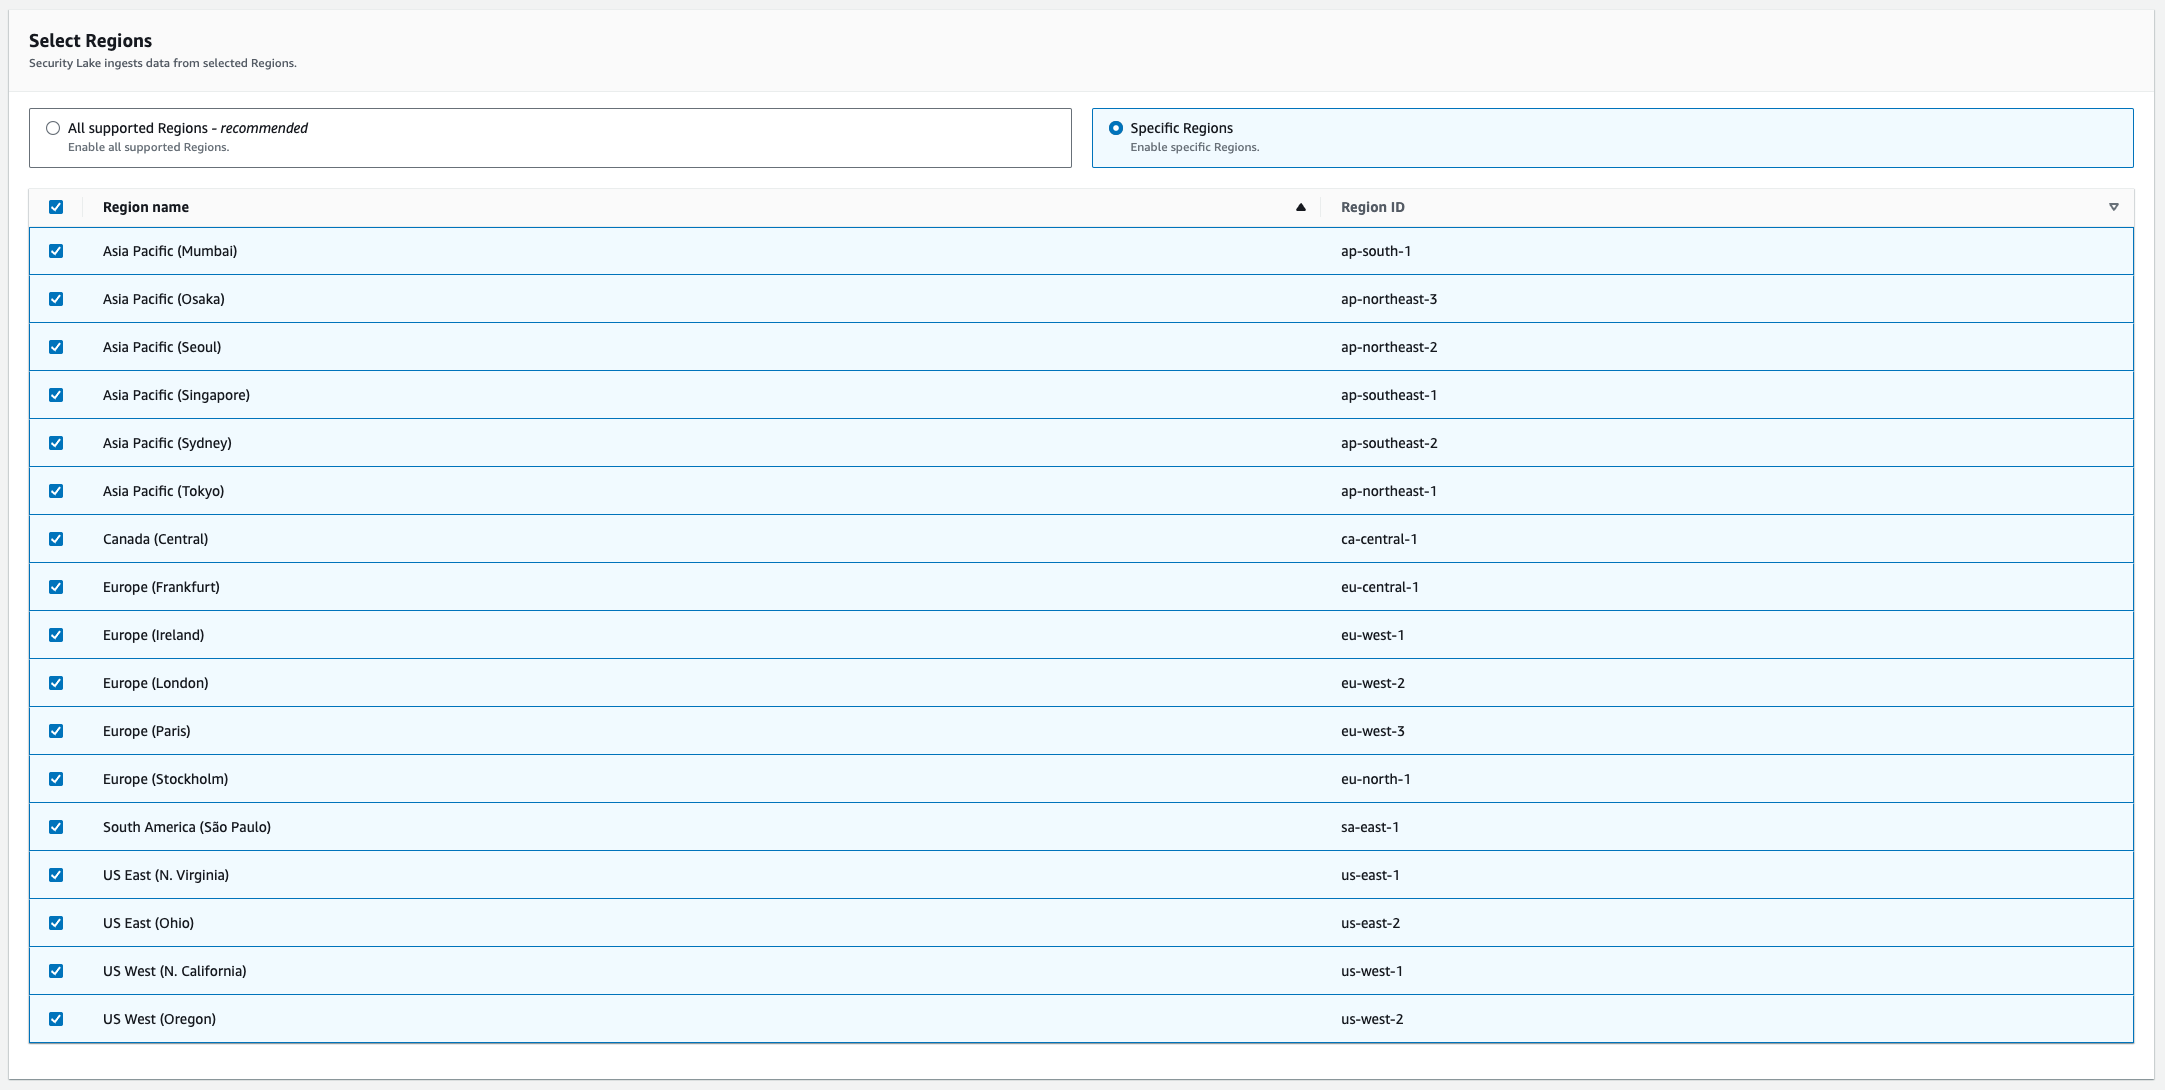 Select Regions
Security Lake ingests data from selected Regions.
All supported Regions - recommended
Enable all supported Regions.
Specific Regions
Enable specific Regions.
Region name Region ID
Asia Pacific (Mumbai) ap-south-1
Asia Pacific (Osaka) ap-northeast-3
Asia Pacific (Seoul) ap-northeast-2
Asia Pacific (Singapore) ap-southeast-1
Asia Pacific (Sydney) ap-southeast-2
Asia Pacific (Tokyo) ap-northeast-1
Canada (Central) ca-central-1
Europe (Frankfurt) eu-central-1
Europe (Ireland) eu-west-1
Europe (London) eu-west-2
Europe (Paris) eu-west-3
Europe (Stockholm) eu-north-1
South America (São Paulo) sa-east-1
US East (N. Virginia) us-east-1
US East (Ohio) us-east-2
US West (N. California) us-west-1
US West (Oregon) us-west-2